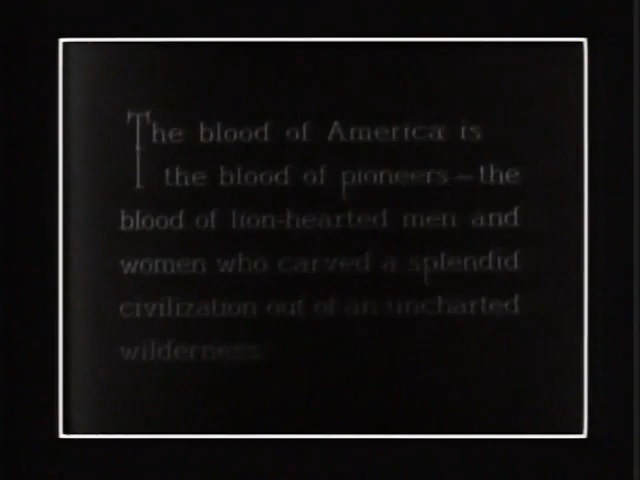 The blood of America is
the blood of pioneers—the
blood of lion-hearted men and
women who carved a splendid
civilization out of an uncharted
wilderness